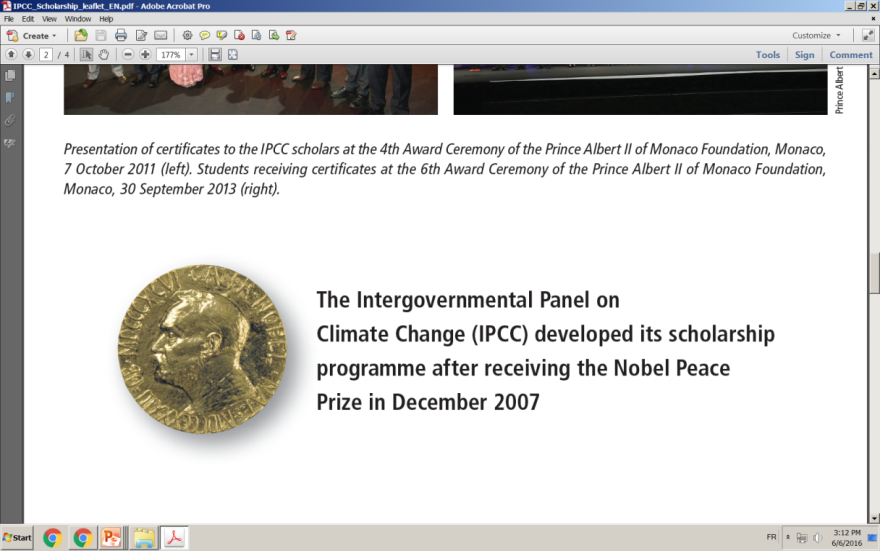 IPCC_Scholarship_leaflet_EN.pdf - Adobe Acrobat Pro
File Edit View Window Help
Create Customize
2 / 4 177% Tools Sign Comment
Prince Albert
Presentation of certificates to the IPCC scholars at the 4th Award Ceremony of the Prince Albert II of Monaco Foundation, Monaco,
7 October 2011 (left). Students receiving certificates at the 6th Award Ceremony of the Prince Albert II of Monaco Foundation,
Monaco, 30 September 2013 (right).
The Intergovernmental Panel on
Climate Change (IPCC) developed its scholarship
programme after receiving the Nobel Peace
Prize in December 2007
Start FR 3:12 PM
6/6/2016